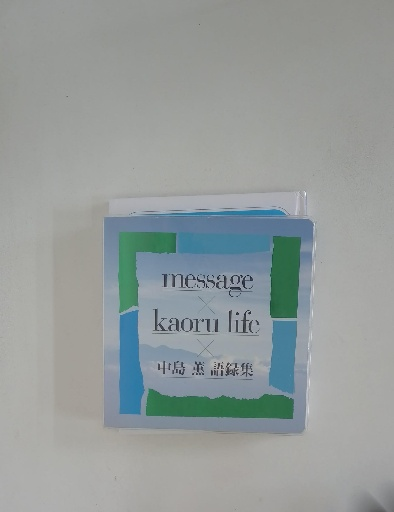 message
×
kaoru life
×
中島 薫 語録集